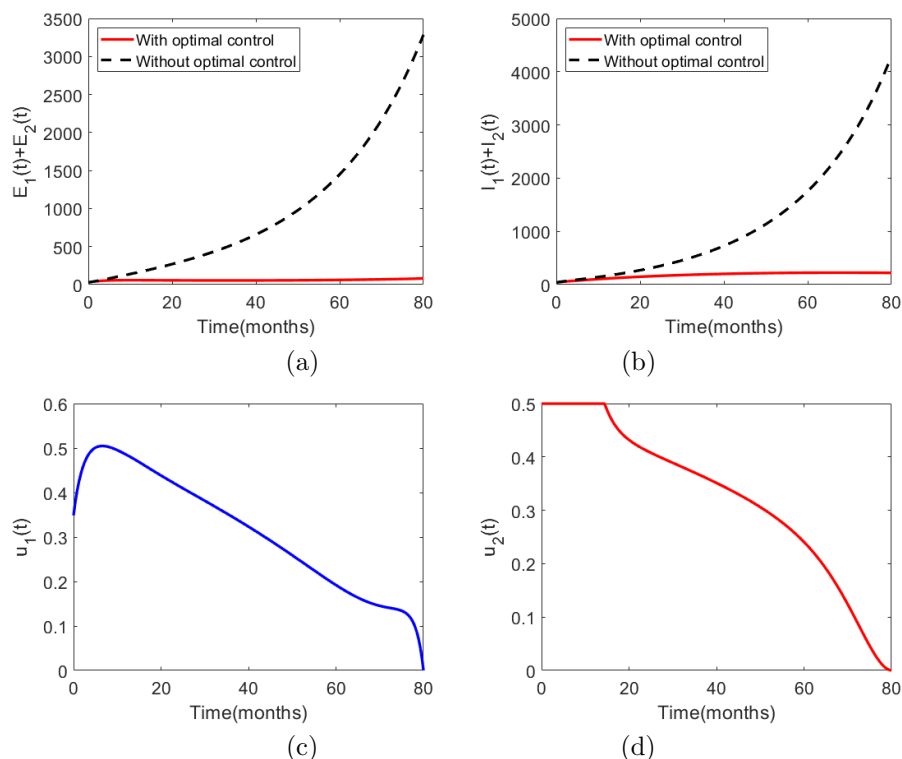 3500
3000
2500
2000
1500
1000
500
0
0 20 40 60 80
E1(t)+E2(t)
Time(months)
With optimal control
Without optimal control
(a)
5000
4000
3000
2000
1000
0
0 20 40 60 80
I1(t)+I2(t)
Time(months)
With optimal control
Without optimal control
(b)
0.6
0.5
0.4
0.3
0.2
0.1
0
0 20 40 60 80
u1(t)
Time(months)
(c)
0.5
0.4
0.3
0.2
0.1
0
0 20 40 60 80
u2(t)
Time(months)
(d)